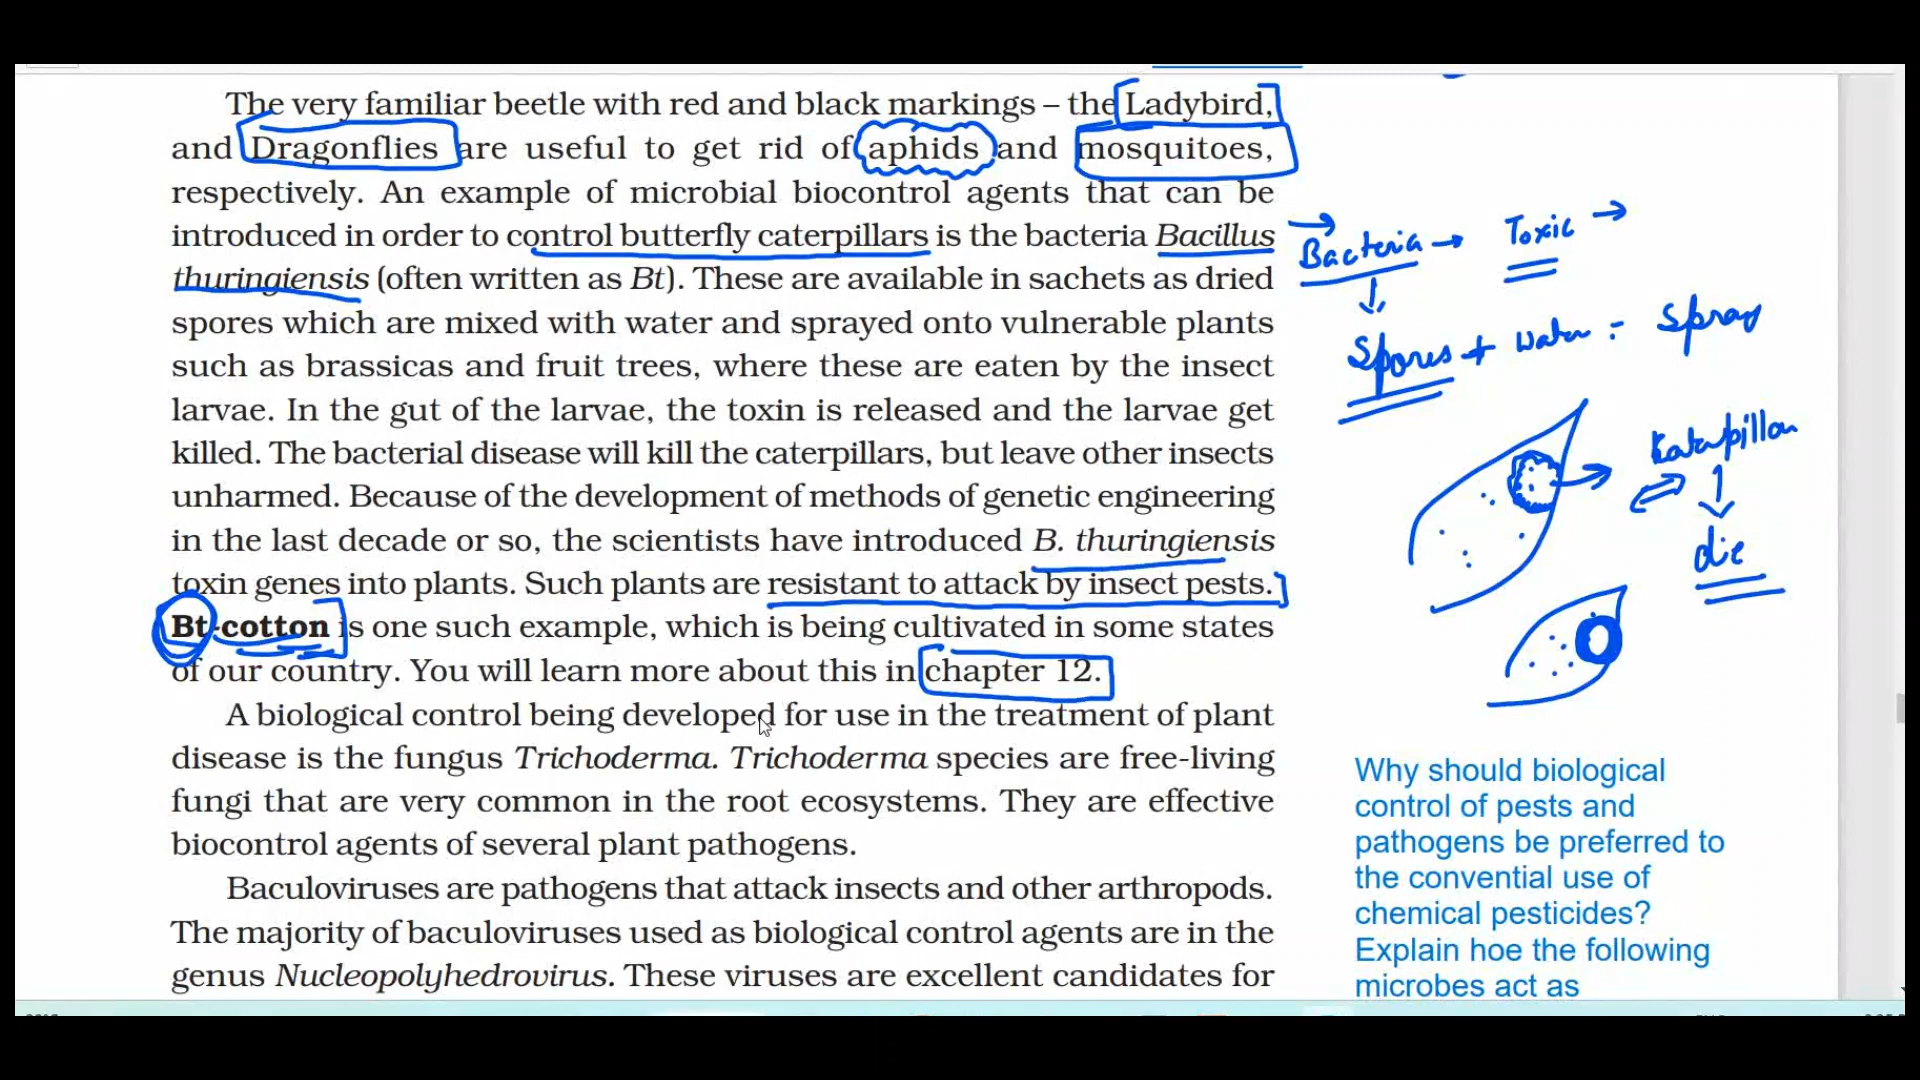 The very familiar beetle with red and black markings – the Ladybird,
and Dragonflies are useful to get rid of aphids and mosquitoes,
respectively. An example of microbial biocontrol agents that can be
introduced in order to control butterfly caterpillars is the bacteria Bacillus
thuringiensis (often written as Bt). These are available in sachets as dried
spores which are mixed with water and sprayed onto vulnerable plants
such as brassicas and fruit trees, where these are eaten by the insect
larvae. In the gut of the larvae, the toxin is released and the larvae get
killed. The bacterial disease will kill the caterpillars, but leave other insects
unharmed. Because of the development of methods of genetic engineering
in the last decade or so, the scientists have introduced B. thuringiensis
toxin genes into plants. Such plants are resistant to attack by insect pests.
Bt-cotton is one such example, which is being cultivated in some states
of our country. You will learn more about this in chapter 12.
A biological control being developed for use in the treatment of plant
disease is the fungus Trichoderma. Trichoderma species are free-living
fungi that are very common in the root ecosystems. They are effective
biocontrol agents of several plant pathogens.
Baculoviruses are pathogens that attack insects and other arthropods.
The majority of baculoviruses used as biological control agents are in the
genus Nucleopolyhedrovirus. These viruses are excellent candidates for
Bacteria → Toxic →
Spores + Water = Spray
die
Why should biological
control of pests and
pathogens be preferred to
the convential use of
chemical pesticides?
Explain hoe the following
microbes act as